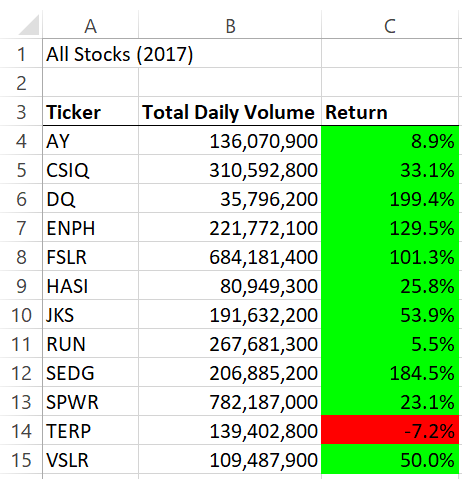 A B C
1 All Stocks (2017)
2
3 Ticker Total Daily Volume Return
4 AY 136,070,900 8.9%
5 CSIQ 310,592,800 33.1%
6 DQ 35,796,200 199.4%
7 ENPH 221,772,100 129.5%
8 FSLR 684,181,400 101.3%
9 HASI 80,949,300 25.8%
10 JKS 191,632,200 53.9%
11 RUN 267,681,300 5.5%
12 SEDG 206,885,200 184.5%
13 SPWR 782,187,000 23.1%
14 TERP 139,402,800 -7.2%
15 VSLR 109,487,900 50.0%